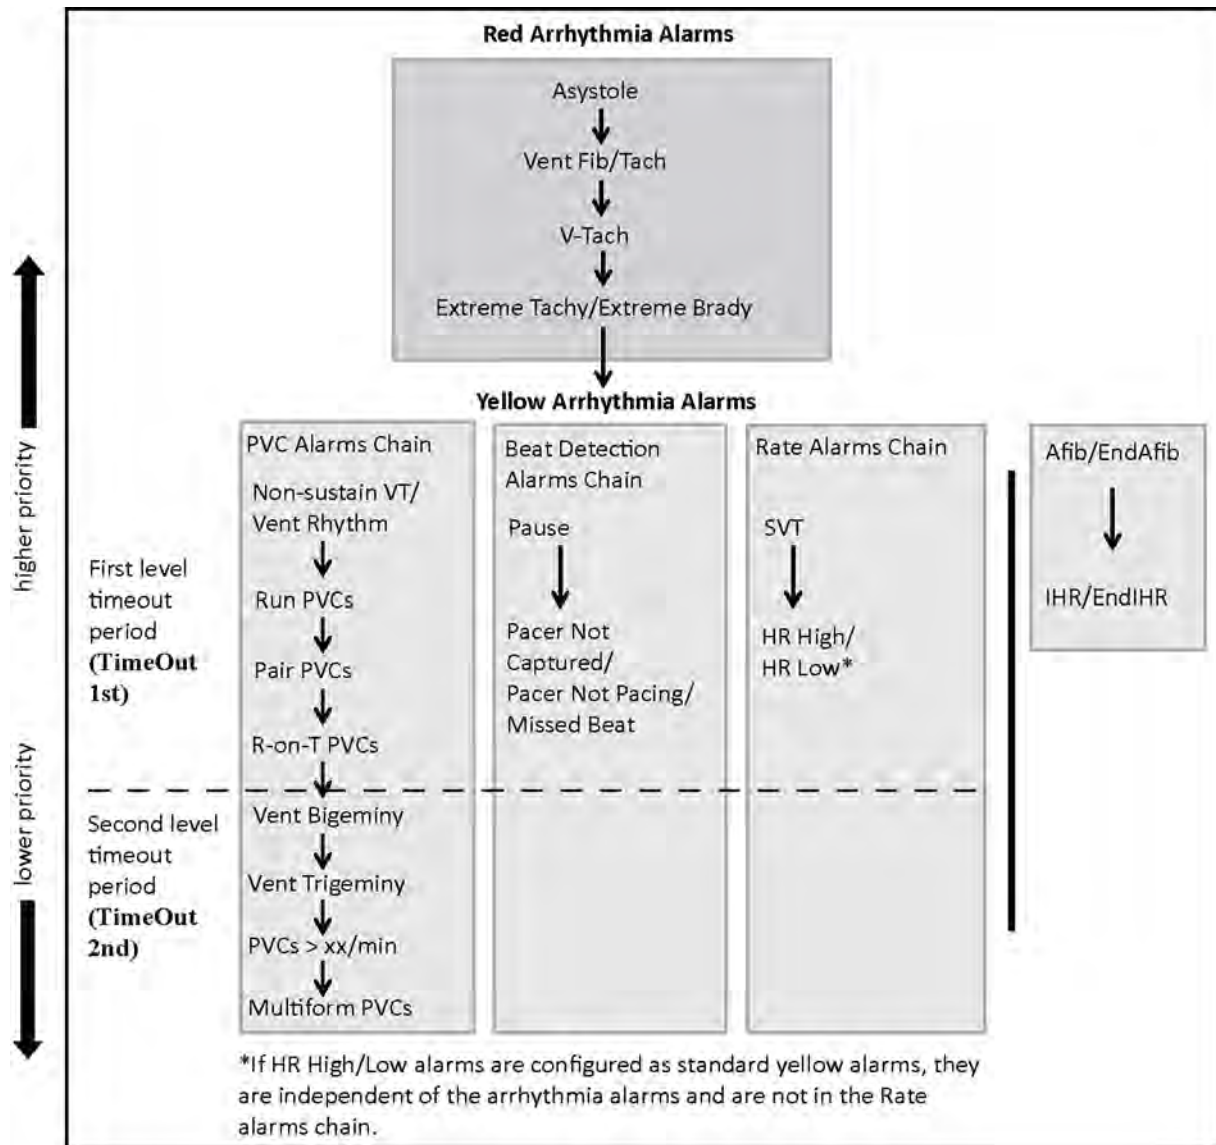 Red Arrhythmia Alarms
Asystole
Vent Fib/Tach
V-Tach
Extreme Tachy/Extreme Brady
Yellow Arrhythmia Alarms
higher priority
lower priority
First level
timeout
period
(TimeOut
1st)
Second level
timeout
period
(TimeOut
2nd)
PVC Alarms Chain
Non-sustain VT/
Vent Rhythm
Run PVCs
Pair PVCs
R-on-T PVCs
Vent Bigeminy
Vent Trigeminy
PVCs > xx/min
Multiform PVCs
Beat Detection
Alarms Chain
Pause
Pacer Not
Captured/
Pacer Not Pacing/
Missed Beat
Rate Alarms Chain
SVT
HR High/
HR Low*
Afib/EndAfib
IHR/EndIHR
*If HR High/Low alarms are configured as standard yellow alarms, they
are independent of the arrhythmia alarms and are not in the Rate
alarms chain.